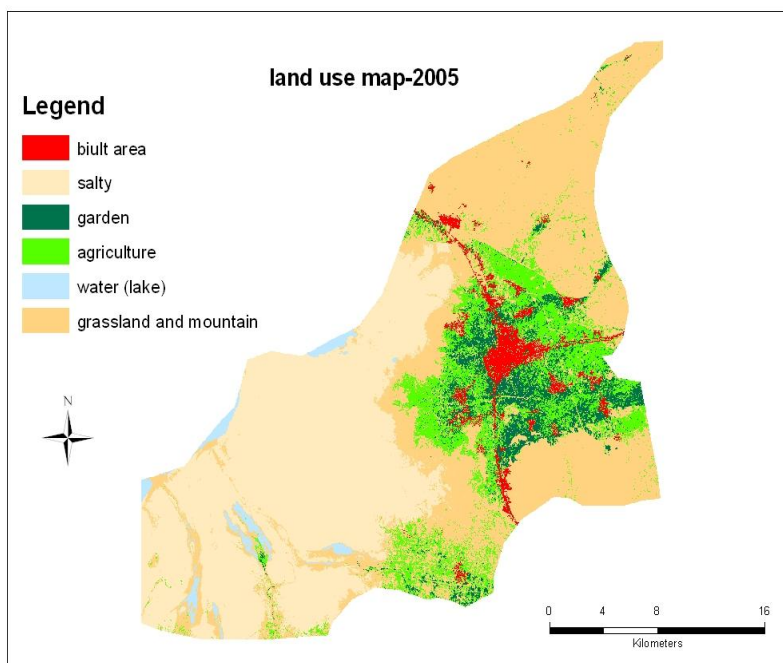 land use map-2005
Legend
biult area
salty
garden
agriculture
water (lake)
grassland and mountain
N
0 4 8 16
Kilometers